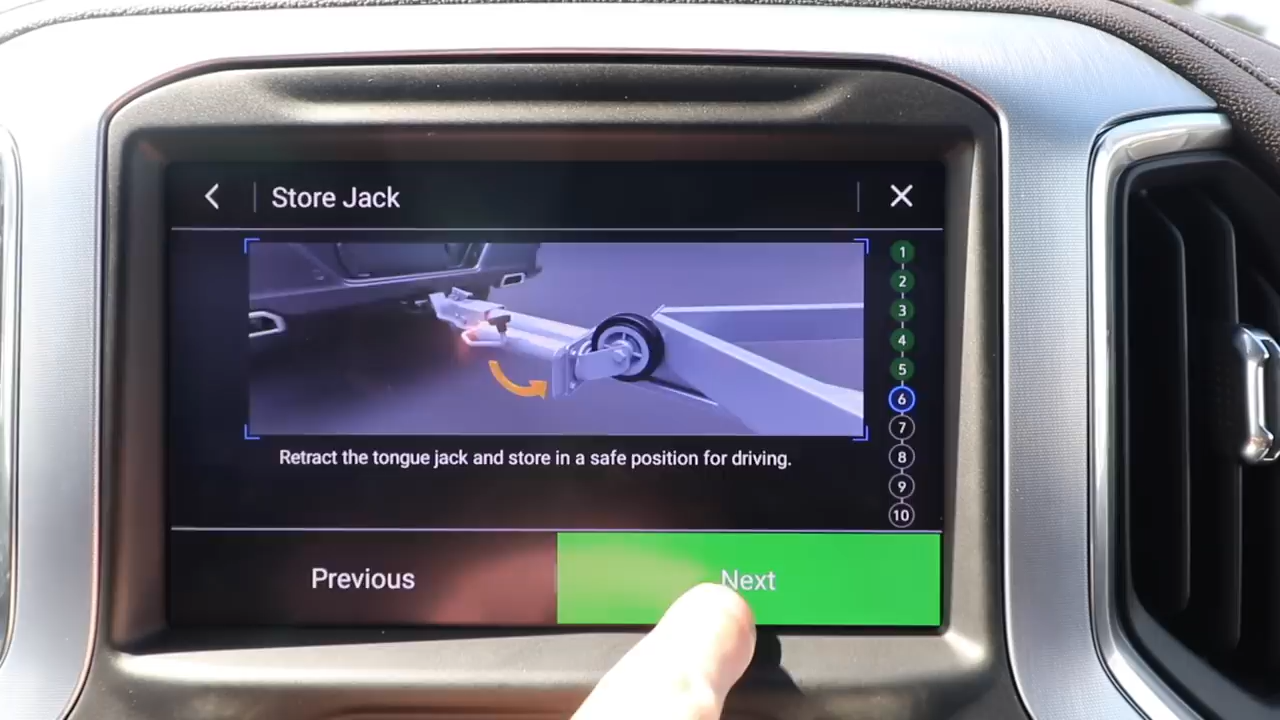 Store Jack
1
2
3
4
5
6
7
8
9
10
Retract the tongue jack and store in a safe position for driving.
Previous
Next